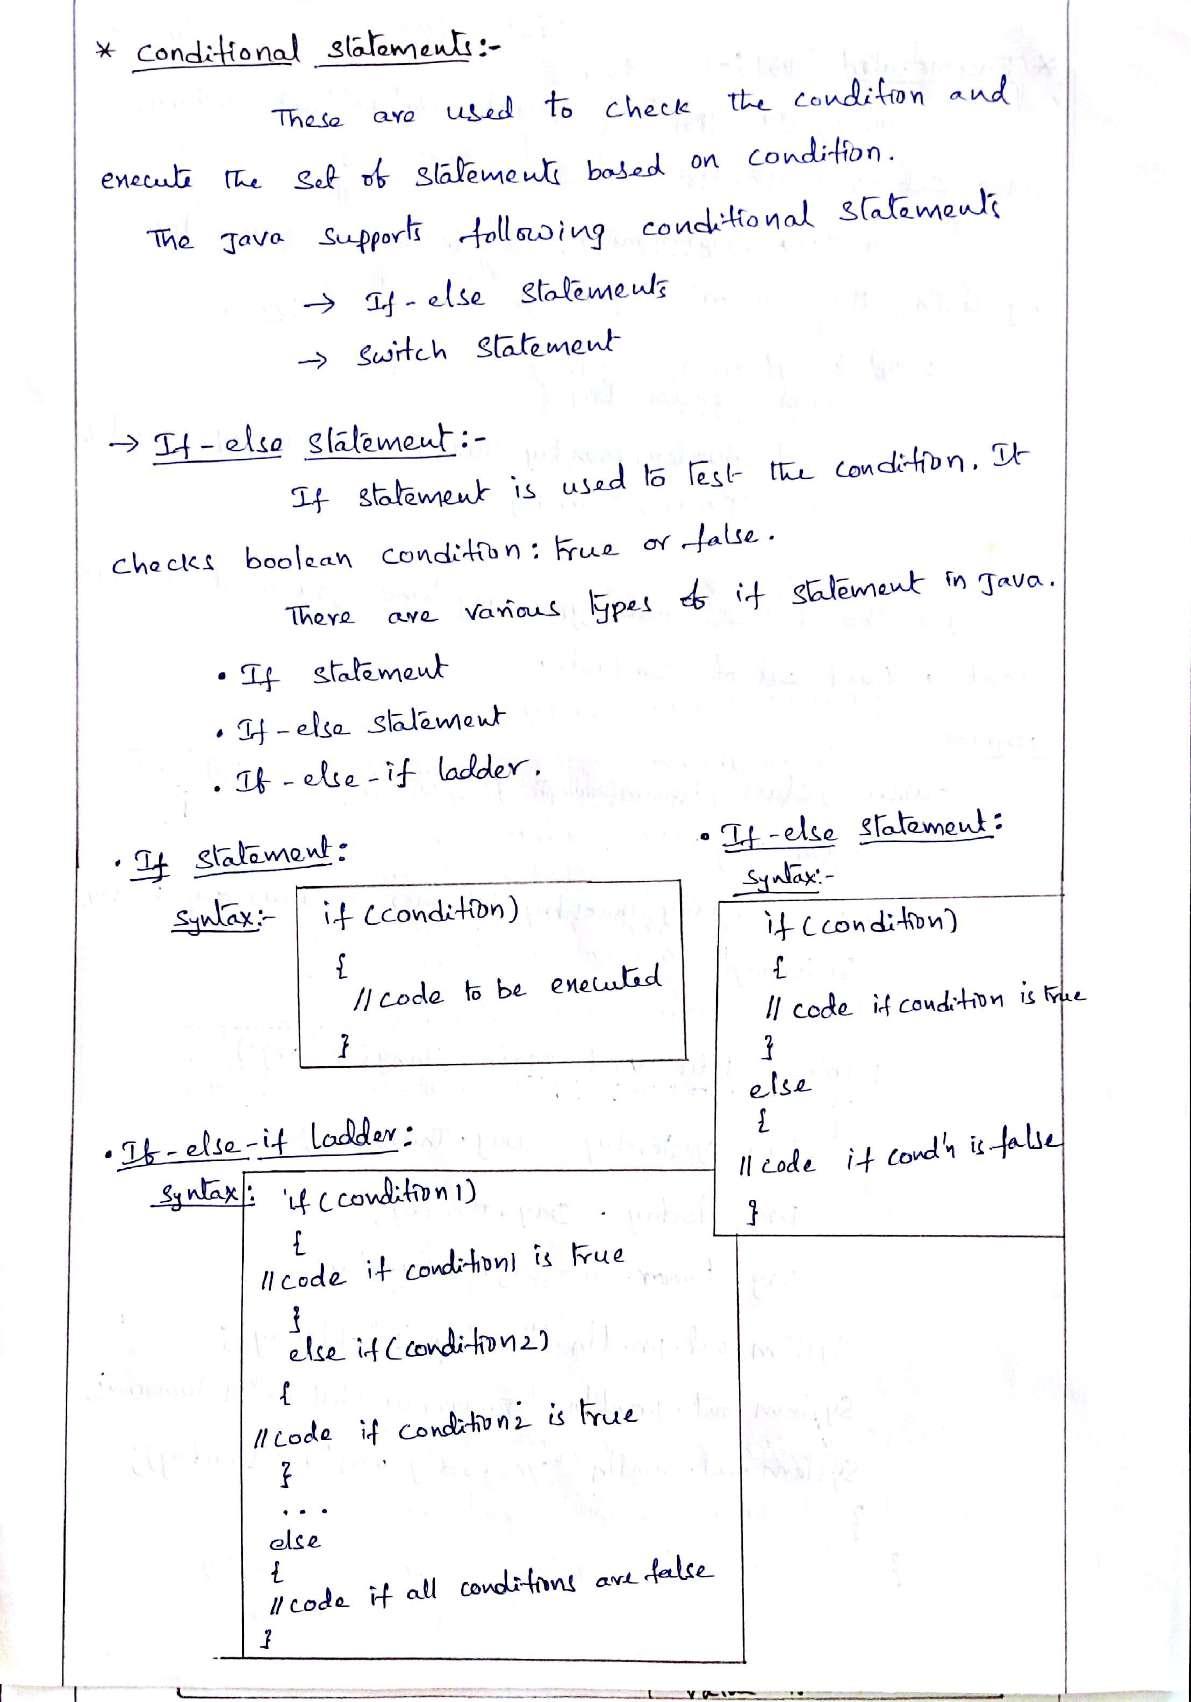 * Conditional statements:-
These are used to check the condition and
execute the set of statements based on condition.
The Java supports following conditional statements
→ If-else statements
→ Switch statement
→ If-else statement:-
If statement is used to test the condition. It
checks boolean condition: true or false.
There are various types of if statement in Java.
• If statement
• If-else statement
• If-else-if ladder.
• If statement:
Syntax:-
if (condition)
{
// code to be executed
}
• If-else statement:
Syntax:-
if (condition)
{
// code if condition is true
}
else
{
// code if cond'n is false
}
• If-else-if ladder:
Syntax:
if (condition1)
{
// code if condition1 is true
}
else if (condition2)
{
// code if condition2 is true
}
...
else
{
// code if all conditions are false
}